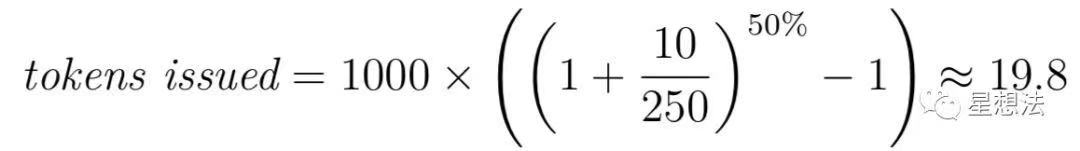 tokens issued = 1000 × ((1 + 10/250)^50% − 1) ≈ 19.8
星想法